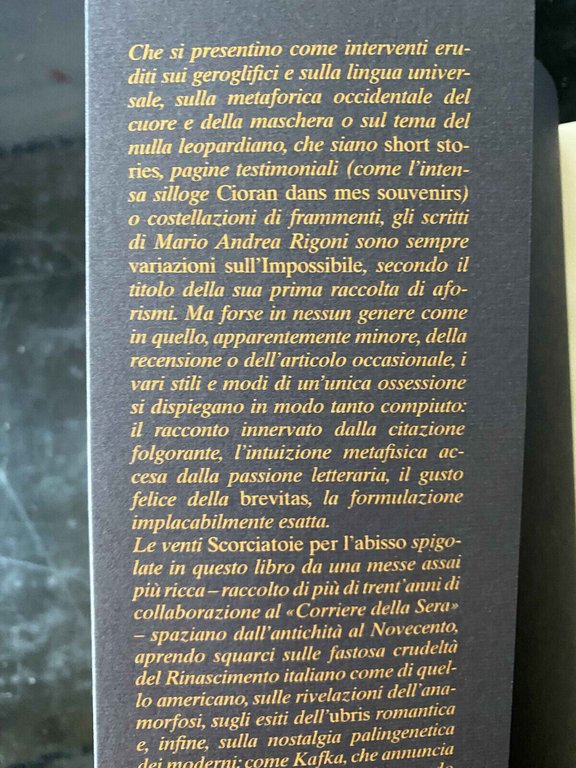 Che si presentino come interventi eru-
diti sui geroglifici e sulla lingua univer-
sale, sulla metaforica occidentale del
cuore e della maschera o sul tema del
nulla leopardiano, che siano short sto-
ries, pagine testimoniali (come l'inten-
sa silloge Cioran dans mes souvenirs)
o costellazioni di frammenti, gli scritti
di Mario Andrea Rigoni sono sempre
variazioni sull'Impossibile, secondo il
titolo della sua prima raccolta di afo-
rismi. Ma forse in nessun genere come
in quello, apparentemente minore, della
recensione o dell'articolo occasionale, i
vari stili e modi di un'unica ossessione
si dispiegano in modo tanto compiuto:
il racconto innervato dalla citazione
folgorante, l'intuizione metafisica ac-
cesa dalla passione letteraria, il gusto
felice della brevitas, la formulazione
implacabilmente esatta.
Le venti Scorciatoie per l'abisso spigo-
late in questo libro da una messe assai
più ricca – raccolto di più di trent'anni di
collaborazione al «Corriere della Sera»
– spaziano dall'antichità al Novecento,
aprendo squarci sulle fastosa crudeltà
del Rinascimento italiano come di quel-
lo americano, sulle rivelazioni dell'ana-
morfosi, sugli esiti dell'ubris romantica
e, infine, sulla nostalgia palingenetica
dei moderni: come Kafka, che annuncia